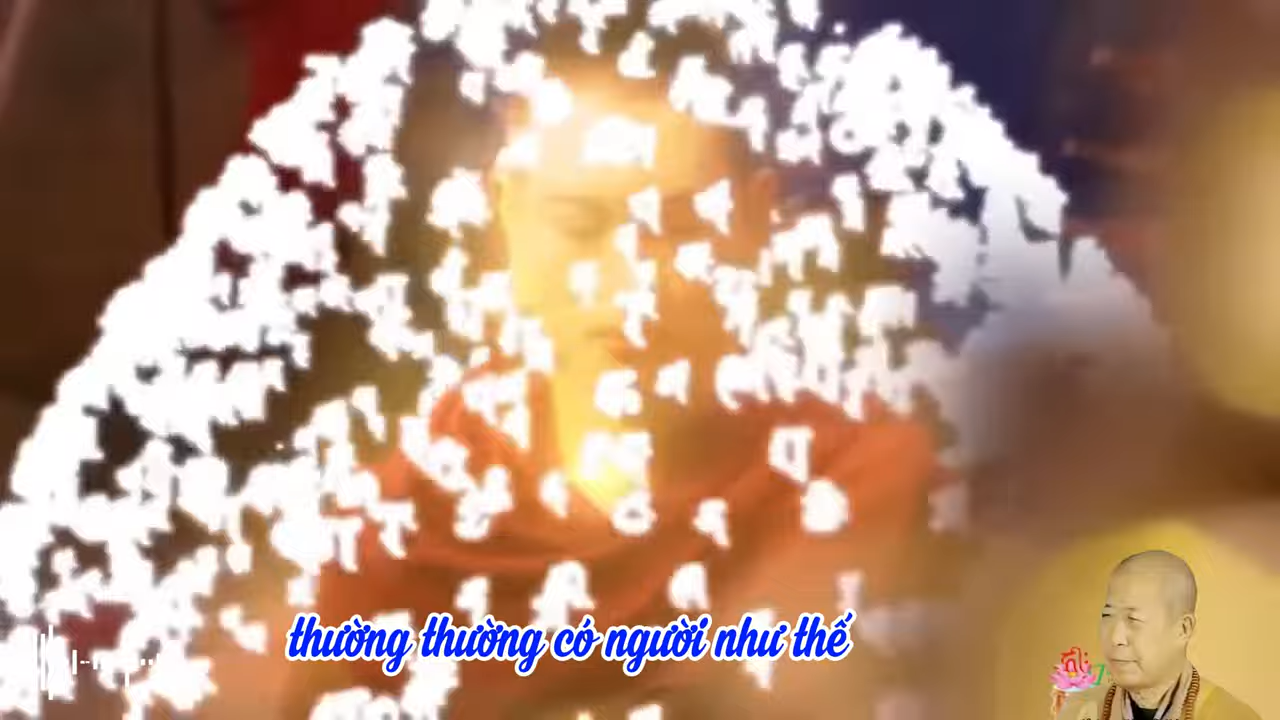 thường thường có người như thế